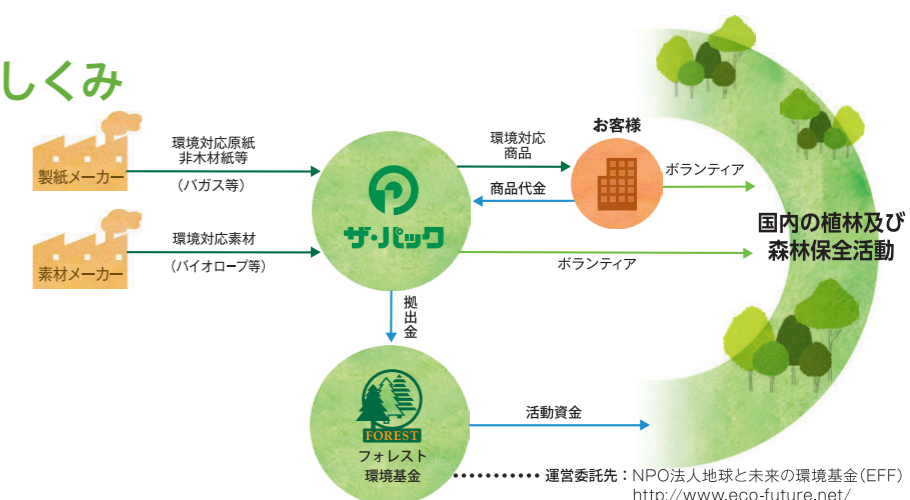 しくみ
製紙メーカー
環境対応原紙
非木材紙等
（バガス等）
素材メーカー
環境対応素材
（バイオロープ等）
ザ・パック
環境対応
商品
商品代金
お客様
ボランティア
ボランティア
国内の植林及び
森林保全活動
拠出金
FOREST
フォレスト
環境基金
活動資金
運営委託先：NPO法人地球と未来の環境基金（EFF）
http://www.eco-future.net/